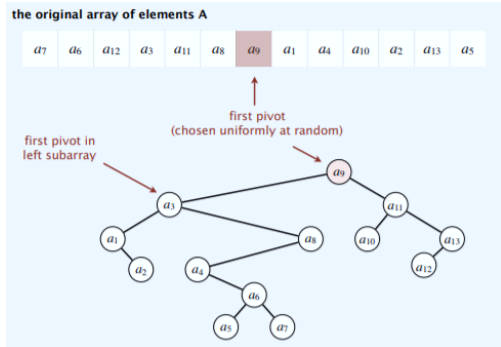 the original array of elements A
a7 a6 a12 a3 a11 a8 a9 a1 a4 a10 a2 a13 a5
first pivot
(chosen uniformly at random)
first pivot in
left subarray
a9
a3 a11
a1 a8 a10 a13
a2 a4 a12
a6
a5 a7